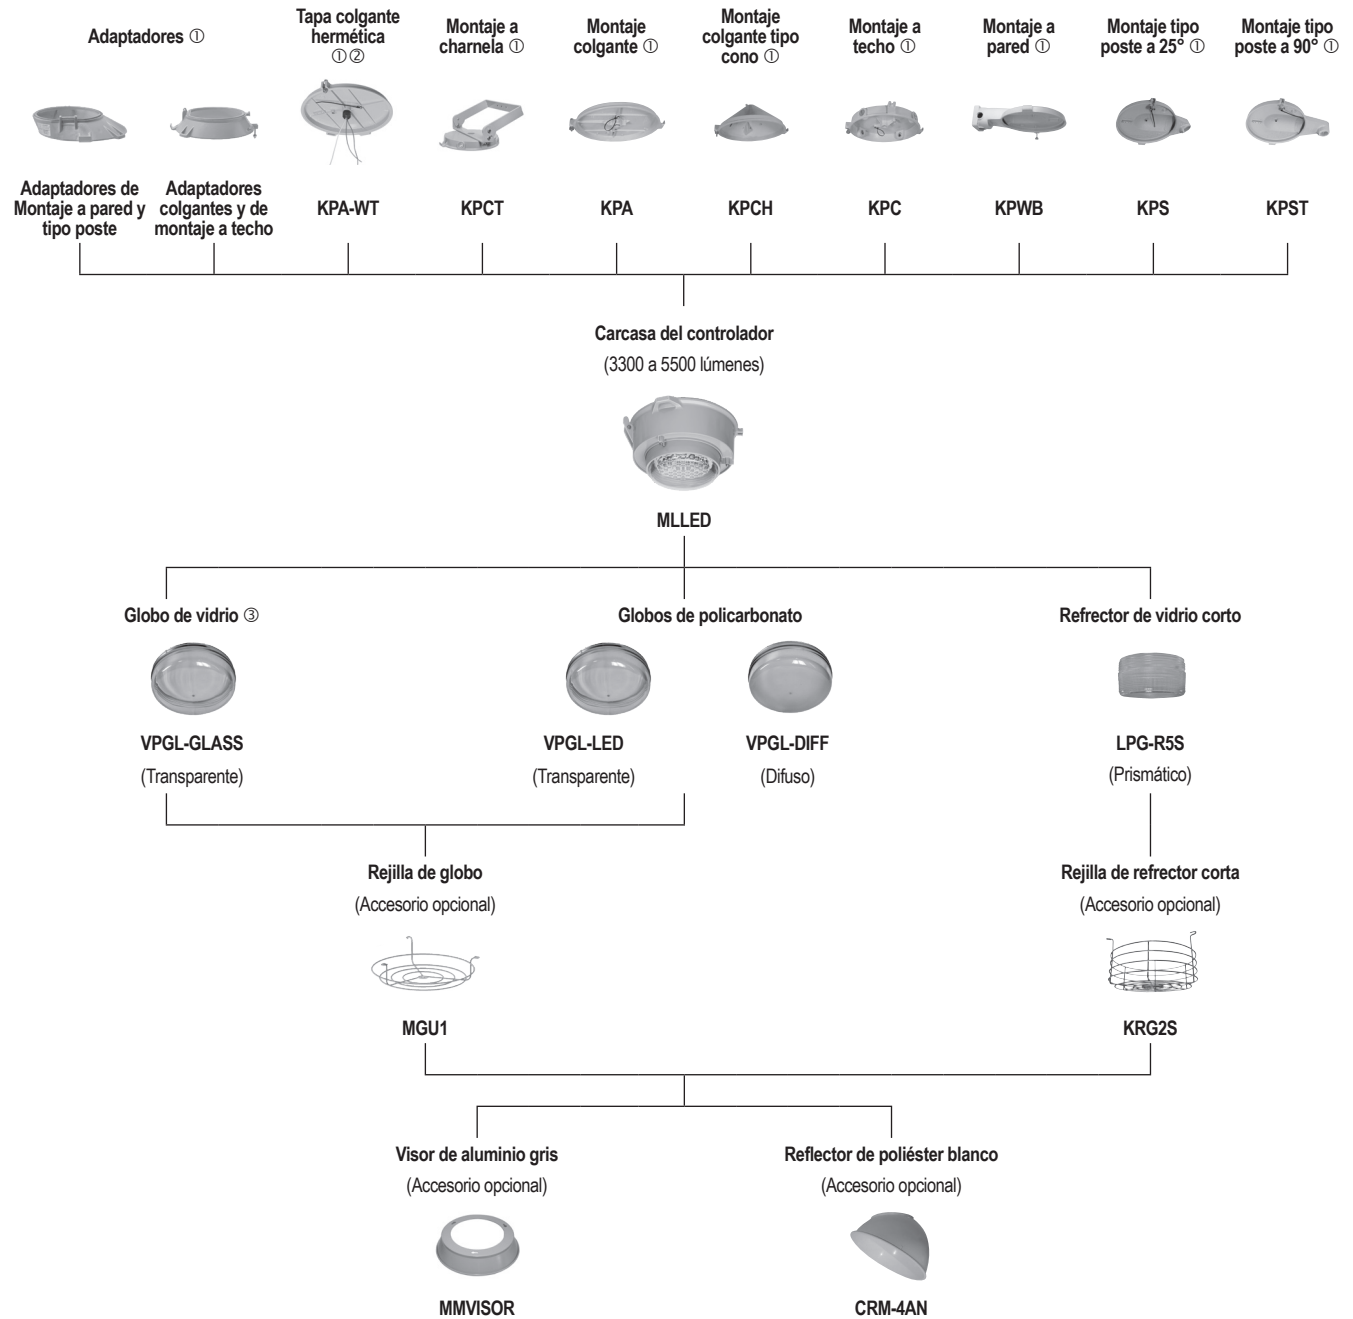 Adaptadores ①
Tapa colgante
hermética
①②
Montaje a
charnela ①
Montaje
colgante ①
Montaje
colgante tipo
cono ①
Montaje a
techo ①
Montaje a
pared ①
Montaje tipo
poste a 25° ①
Montaje tipo
poste a 90° ①
Adaptadores de
Montaje a pared y
tipo poste
Adaptadores
colgantes y de
montaje a techo
KPA-WT
KPCT
KPA
KPCH
KPC
KPWB
KPS
KPST
Carcasa del controlador
(3300 a 5500 lúmenes)
MLLED
Globo de vidrio ③
Globos de policarbonato
Refrector de vidrio corto
VPGL-GLASS
(Transparente)
VPGL-LED
(Transparente)
VPGL-DIFF
(Difuso)
LPG-R5S
(Prismático)
Rejilla de globo
(Accesorio opcional)
Rejilla de refrector corta
(Accesorio opcional)
MGU1
KRG2S
Visor de aluminio gris
(Accesorio opcional)
Reflector de poliéster blanco
(Accesorio opcional)
MMVISOR
CRM-4AN